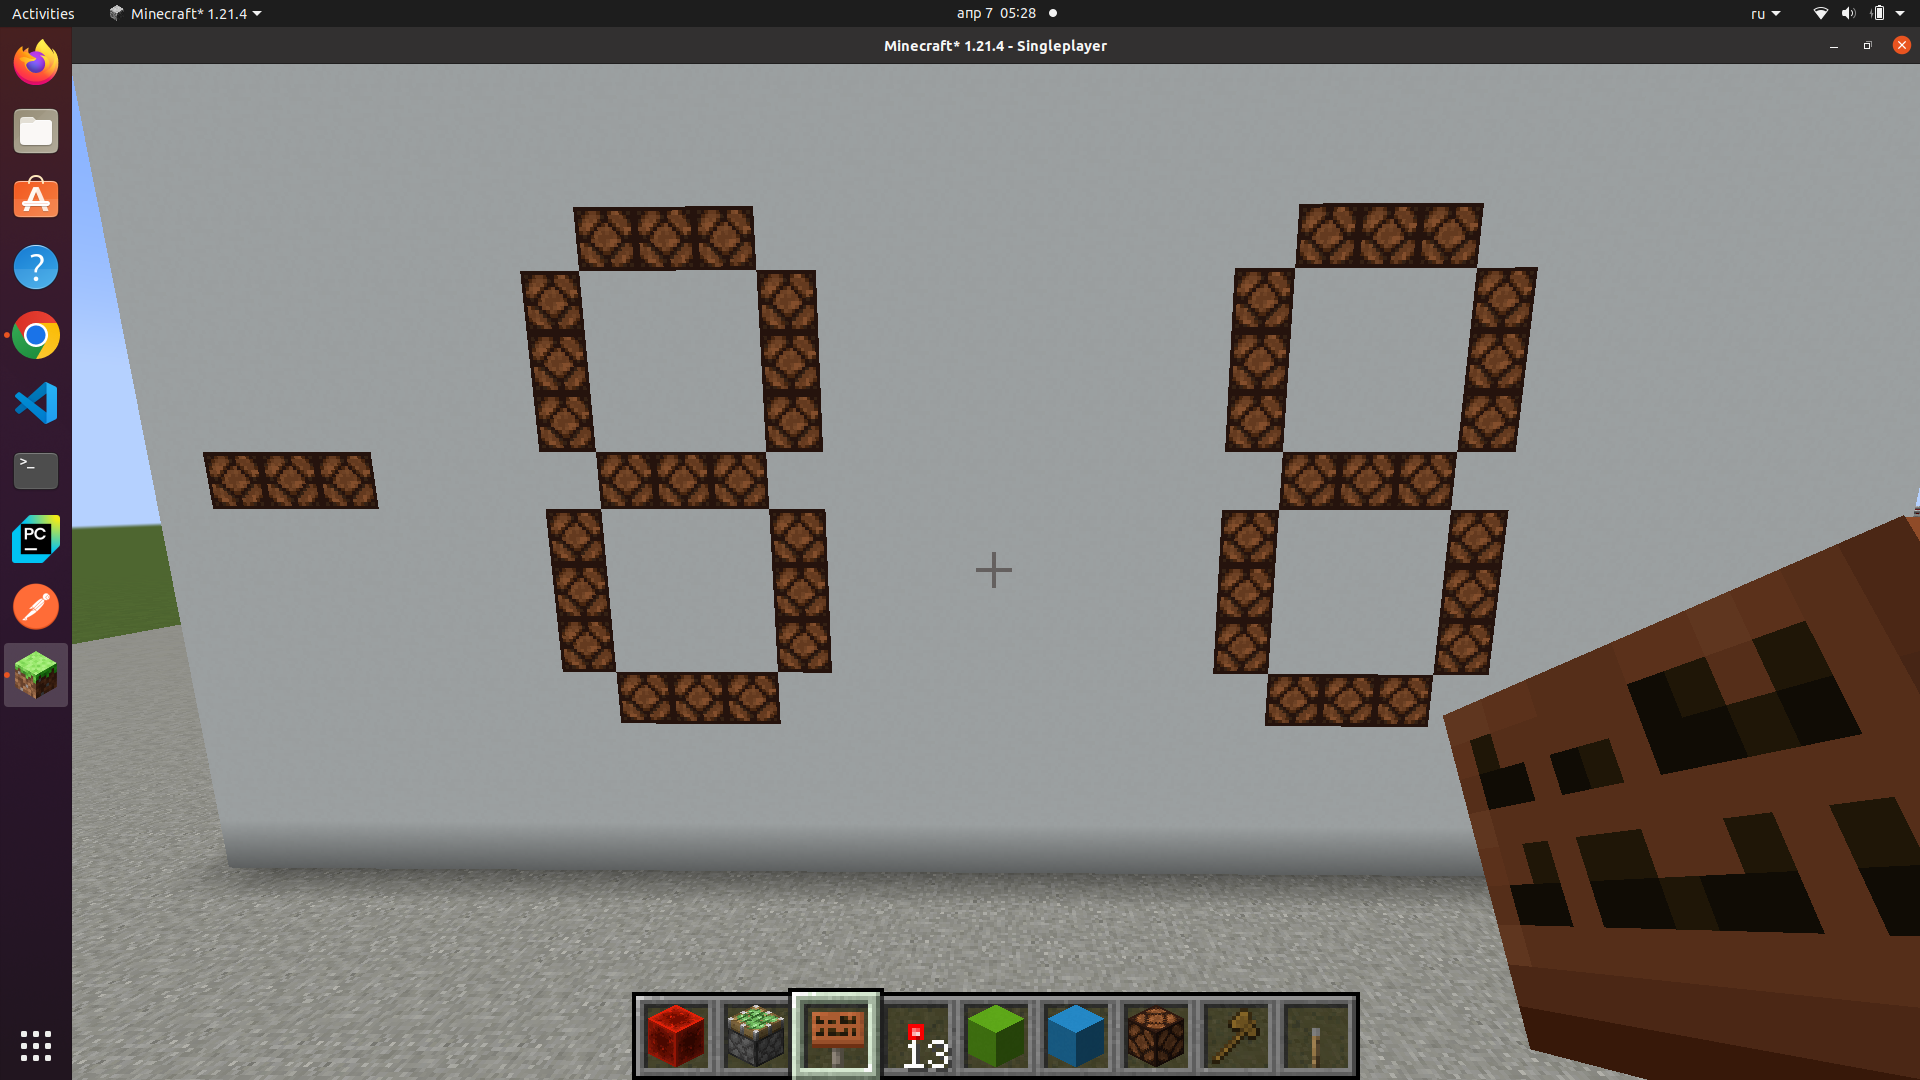 Activities
Minecraft* 1.21.4
апр 7 05:28
ru
Minecraft* 1.21.4 - Singleplayer
?
>_
PC
13